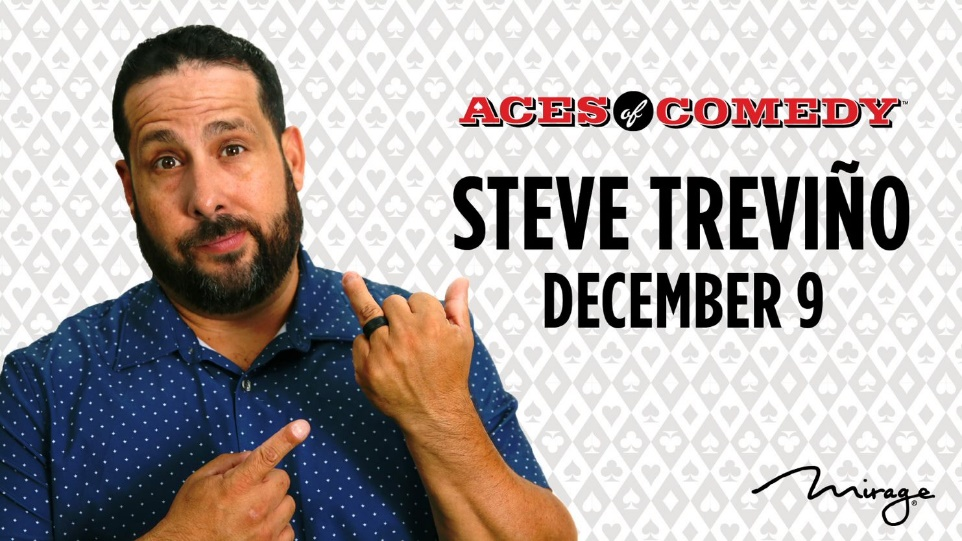 ACES of COMEDY™
STEVE TREVIÑO
DECEMBER 9
Mirage®